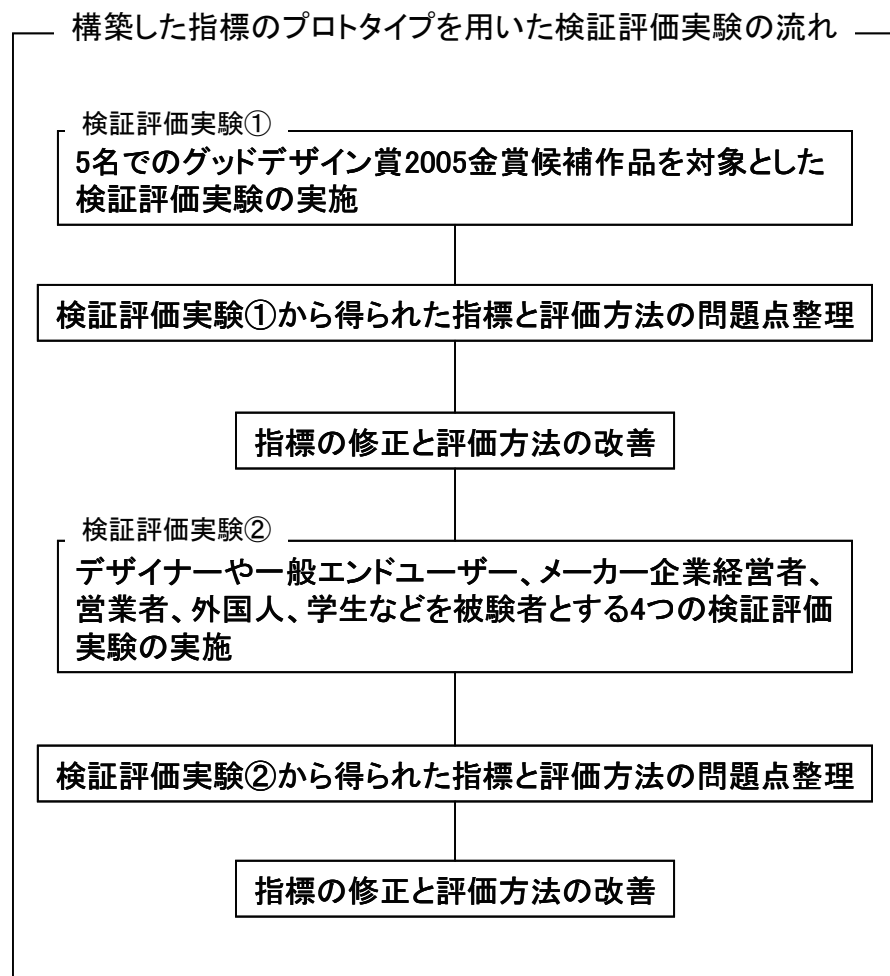 構築した指標のプロトタイプを用いた検証評価実験の流れ
検証評価実験①
5名でのグッドデザイン賞2005金賞候補作品を対象とした
検証評価実験の実施
検証評価実験①から得られた指標と評価方法の問題点整理
指標の修正と評価方法の改善
検証評価実験②
デザイナーや一般エンドユーザー、メーカー企業経営者、
営業者、外国人、学生などを被験者とする4つの検証評価
実験の実施
検証評価実験②から得られた指標と評価方法の問題点整理
指標の修正と評価方法の改善